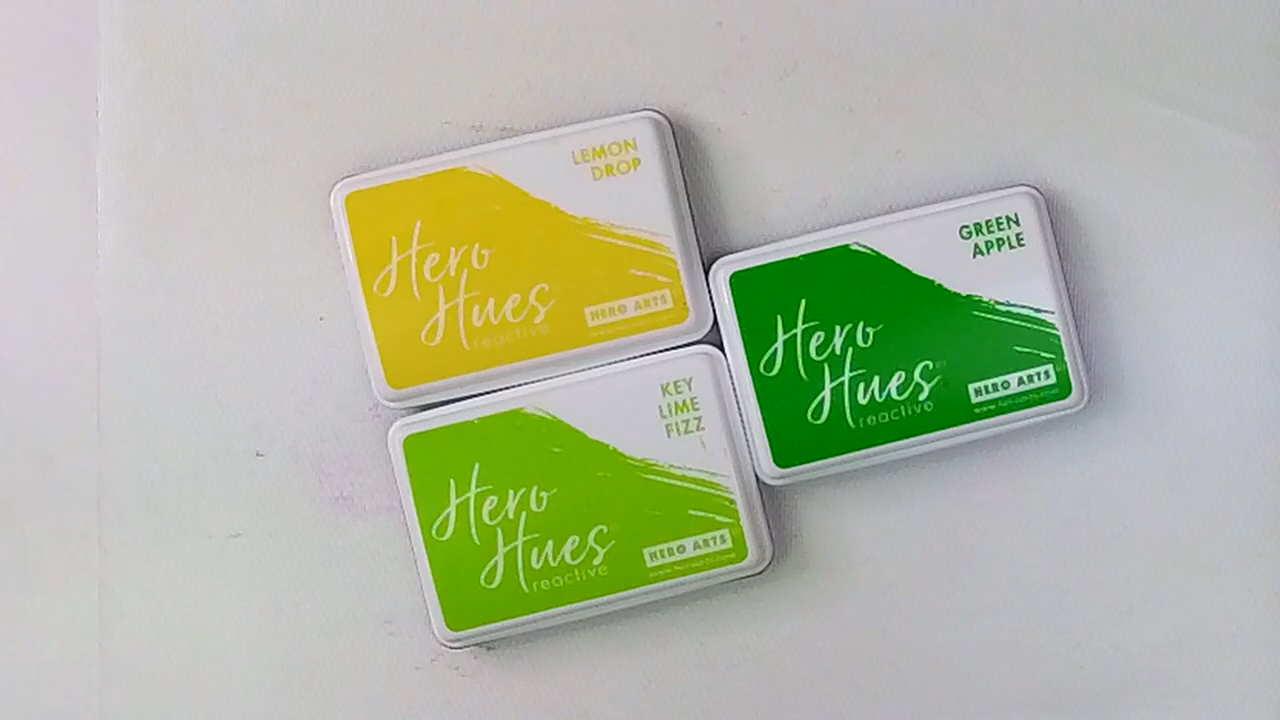 LEMON
DROP
Hero
Hues
reactive
HERO ARTS
GREEN
APPLE
Hero
Hues
reactive
HERO ARTS
KEY
LIME
FIZZ
Hero
Hues
reactive
HERO ARTS